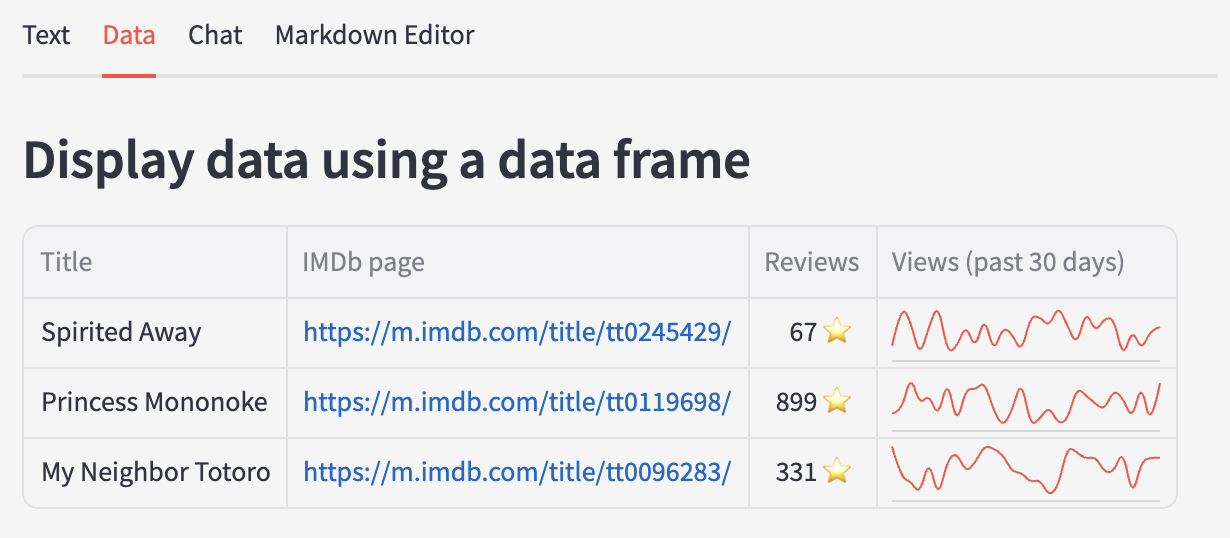 Text Data Chat Markdown Editor
Display data using a data frame
Title IMDb page Reviews Views (past 30 days)
Spirited Away https://m.imdb.com/title/tt0245429/ 67 ⭐
Princess Mononoke https://m.imdb.com/title/tt0119698/ 899 ⭐
My Neighbor Totoro https://m.imdb.com/title/tt0096283/ 331 ⭐